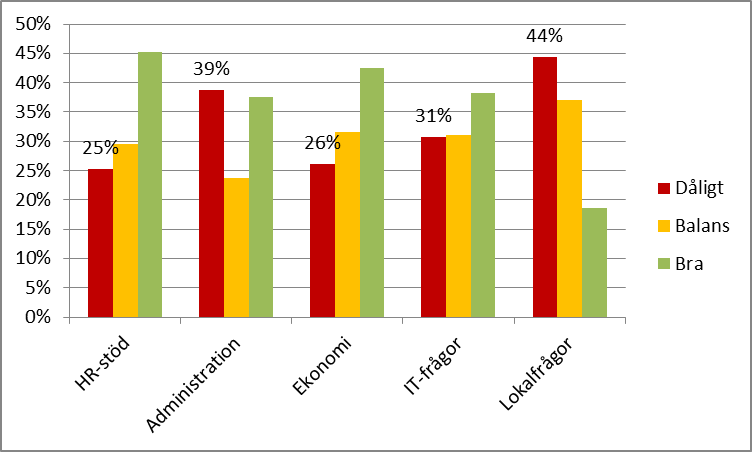 50%
45%
40%
35%
30%
25%
20%
15%
10%
5%
0%
25%
39%
26%
31%
44%
HR-stöd
Administration
Ekonomi
IT-frågor
Lokalfrågor
Dåligt
Balans
Bra